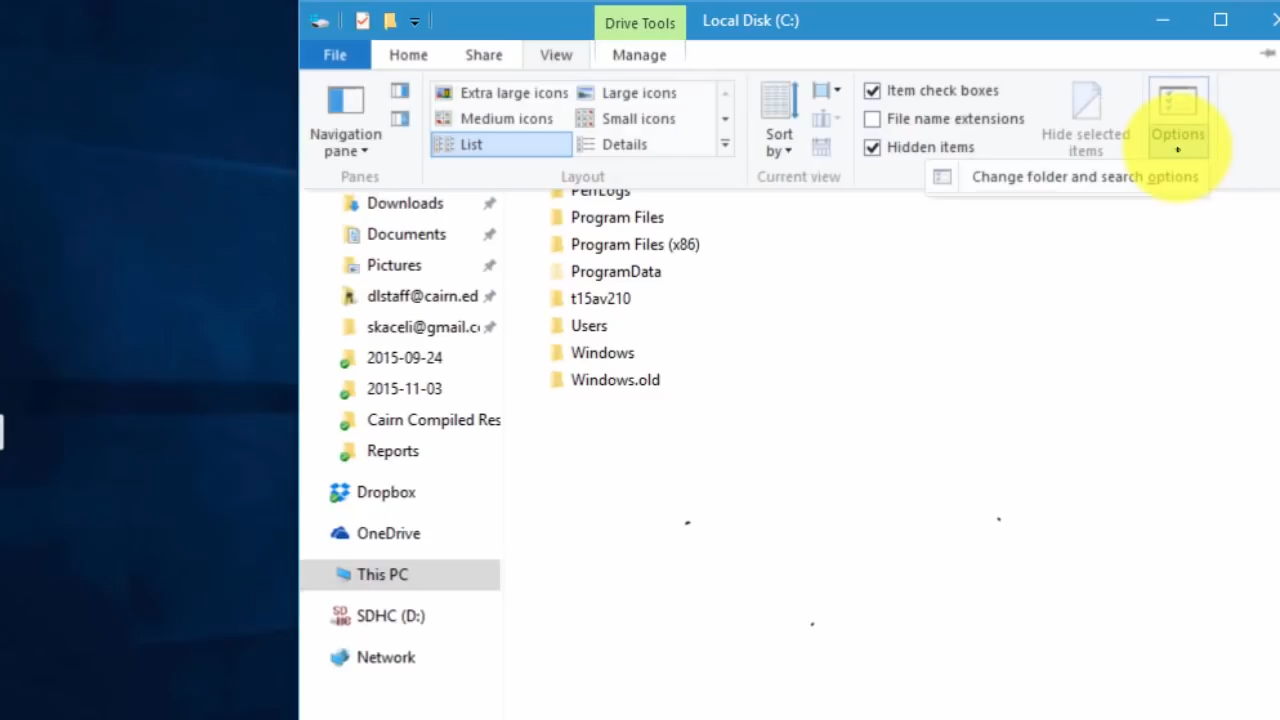 Drive Tools
Local Disk (C:)
File
Home
Share
View
Manage
Navigation
pane
Panes
Extra large icons
Large icons
Medium icons
Small icons
List
Details
Layout
Sort
by
Current view
Item check boxes
File name extensions
Hidden items
Hide selected
items
Options
Change folder and search options
Downloads
Documents
Pictures
dlstaff@cairn.ed
skaceli@gmail.c
2015-09-24
2015-11-03
Cairn Compiled Res
Reports
Dropbox
OneDrive
This PC
SDHC (D:)
Network
PerfLogs
Program Files
Program Files (x86)
ProgramData
t15av210
Users
Windows
Windows.old